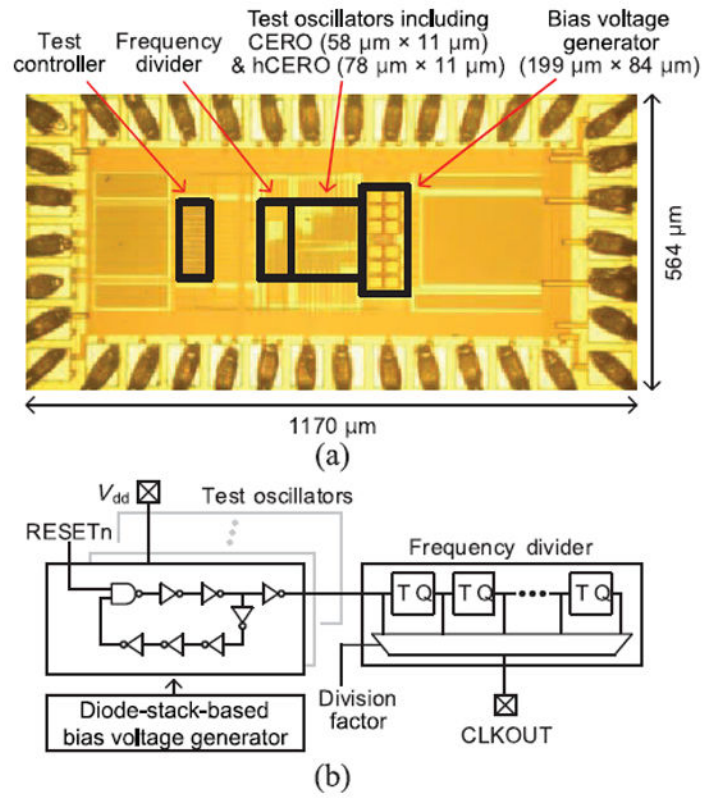 Test controller
Frequency divider
Test oscillators including
CERO (58 µm × 11 µm)
& hCERO (78 µm × 11 µm)
Bias voltage
generator
(199 µm × 84 µm)
564 µm
1170 µm
(a)
Vdd
Test oscillators
RESETn
Frequency divider
T Q
T Q
T Q
Division
factor
CLKOUT
Diode-stack-based
bias voltage generator
(b)